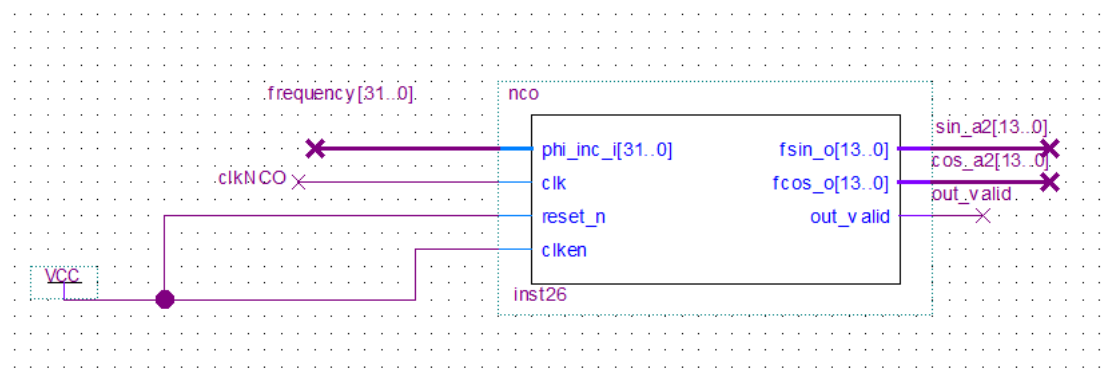 frequency[31..0]
nco
phi_inc_i[31..0]
fsin_o[13..0]
sin_a2[13..0]
clkNCO
clk
fcos_o[13..0]
cos_a2[13..0]
reset_n
out_valid
out_valid
clken
VCC
inst26